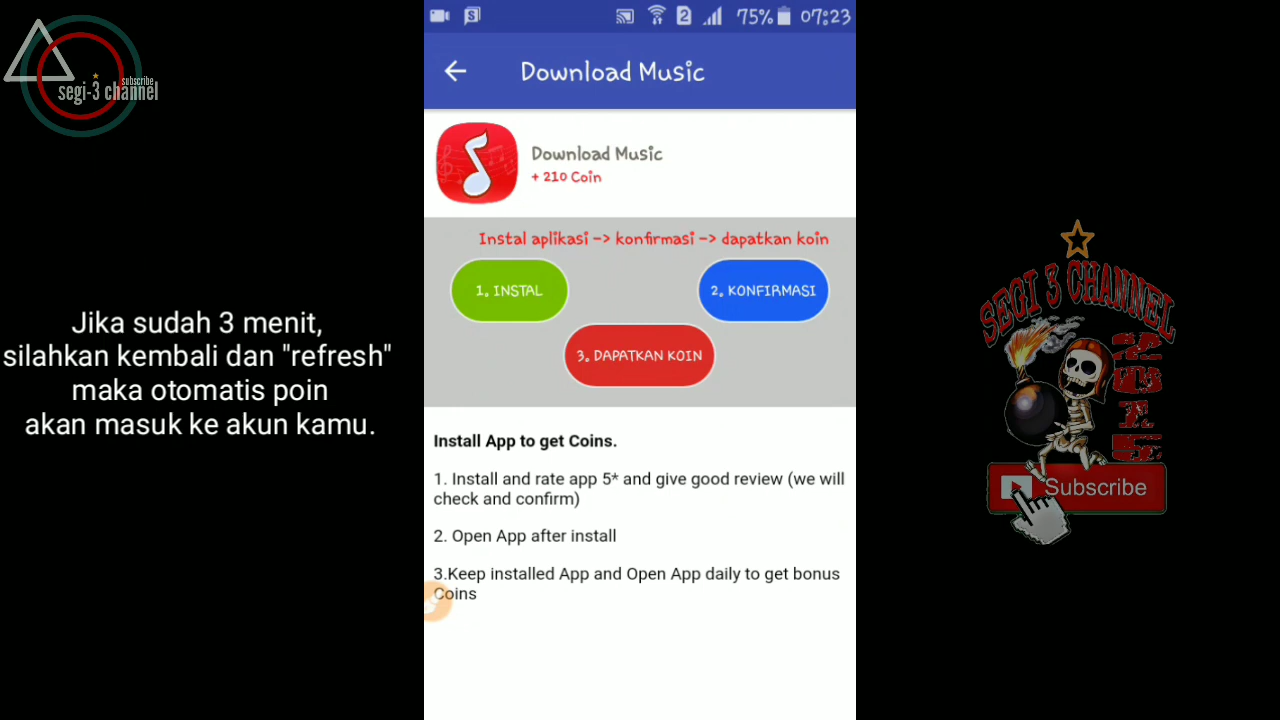 subscribe
segi-3 channel
75% 07:23
Download Music
Download Music
+ 210 Coin
Instal aplikasi -> konfirmasi -> dapatkan koin
1. INSTAL
2. KONFIRMASI
3. DAPATKAN KOIN
Install App to get Coins.
1. Install and rate app 5* and give good review (we will
check and confirm)
2. Open App after install
3.Keep installed App and Open App daily to get bonus
Coins
Jika sudah 3 menit,
silahkan kembali dan "refresh"
maka otomatis poin
akan masuk ke akun kamu.
SEGI 3 CHANNEL
Subscribe